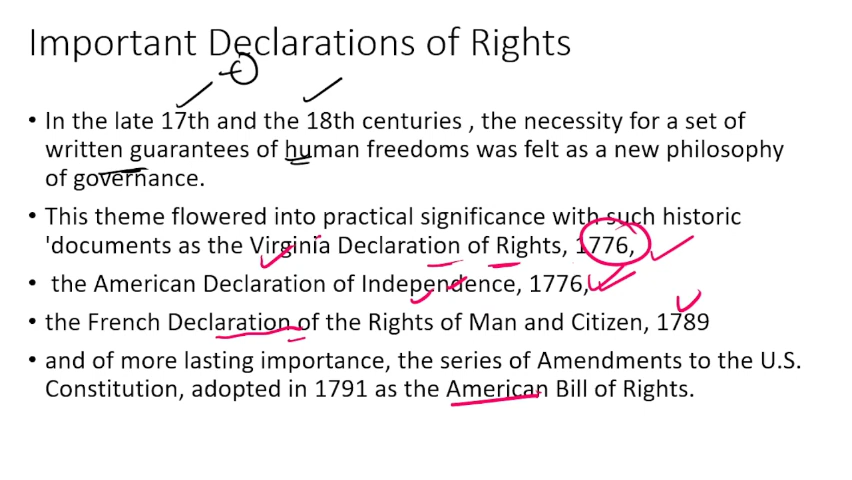 Important Declarations of Rights
• In the late 17th and the 18th centuries , the necessity for a set of
written guarantees of human freedoms was felt as a new philosophy
of governance.
• This theme flowered into practical significance with such historic
'documents as the Virginia Declaration of Rights, 1776,
• the American Declaration of Independence, 1776,
• the French Declaration of the Rights of Man and Citizen, 1789
• and of more lasting importance, the series of Amendments to the U.S.
Constitution, adopted in 1791 as the American Bill of Rights.